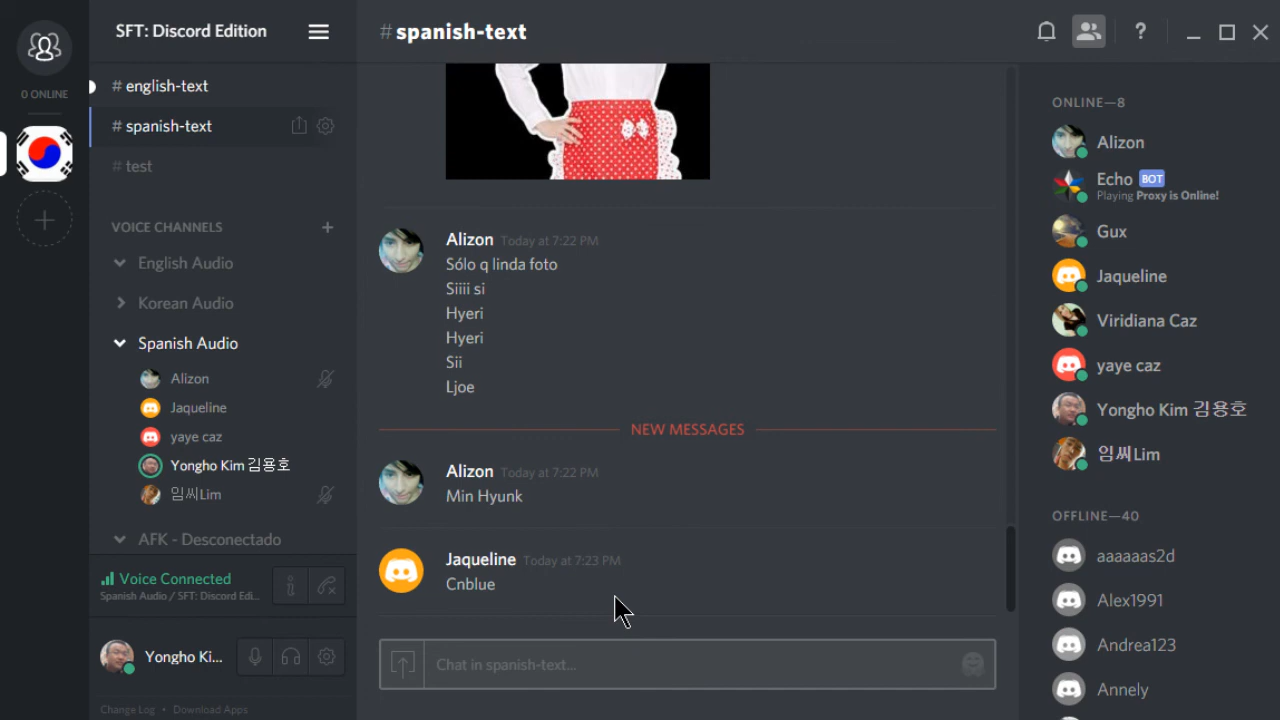 0 ONLINE
SFT: Discord Edition
# english-text
# spanish-text
# test
VOICE CHANNELS
English Audio
Korean Audio
Spanish Audio
Alizon
Jaqueline
yaye caz
Yongho Kim 김용호
임씨Lim
AFK - Desconectado
Voice Connected
Spanish Audio / SFT: Discord Edi...
Yongho Ki...
Change Log • Download Apps
# spanish-text
Alizon Today at 7:22 PM
Sólo q linda foto
Siiii si
Hyeri
Hyeri
Sii
Ljoe
NEW MESSAGES
Alizon Today at 7:22 PM
Min Hyunk
Jaqueline Today at 7:23 PM
Cnblue
Chat in spanish-text...
?
ONLINE—8
Alizon
Echo BOT
Playing Proxy is Online!
Gux
Jaqueline
Viridiana Caz
yaye caz
Yongho Kim 김용호
임씨Lim
OFFLINE—40
aaaaaas2d
Alex1991
Andrea123
Annely